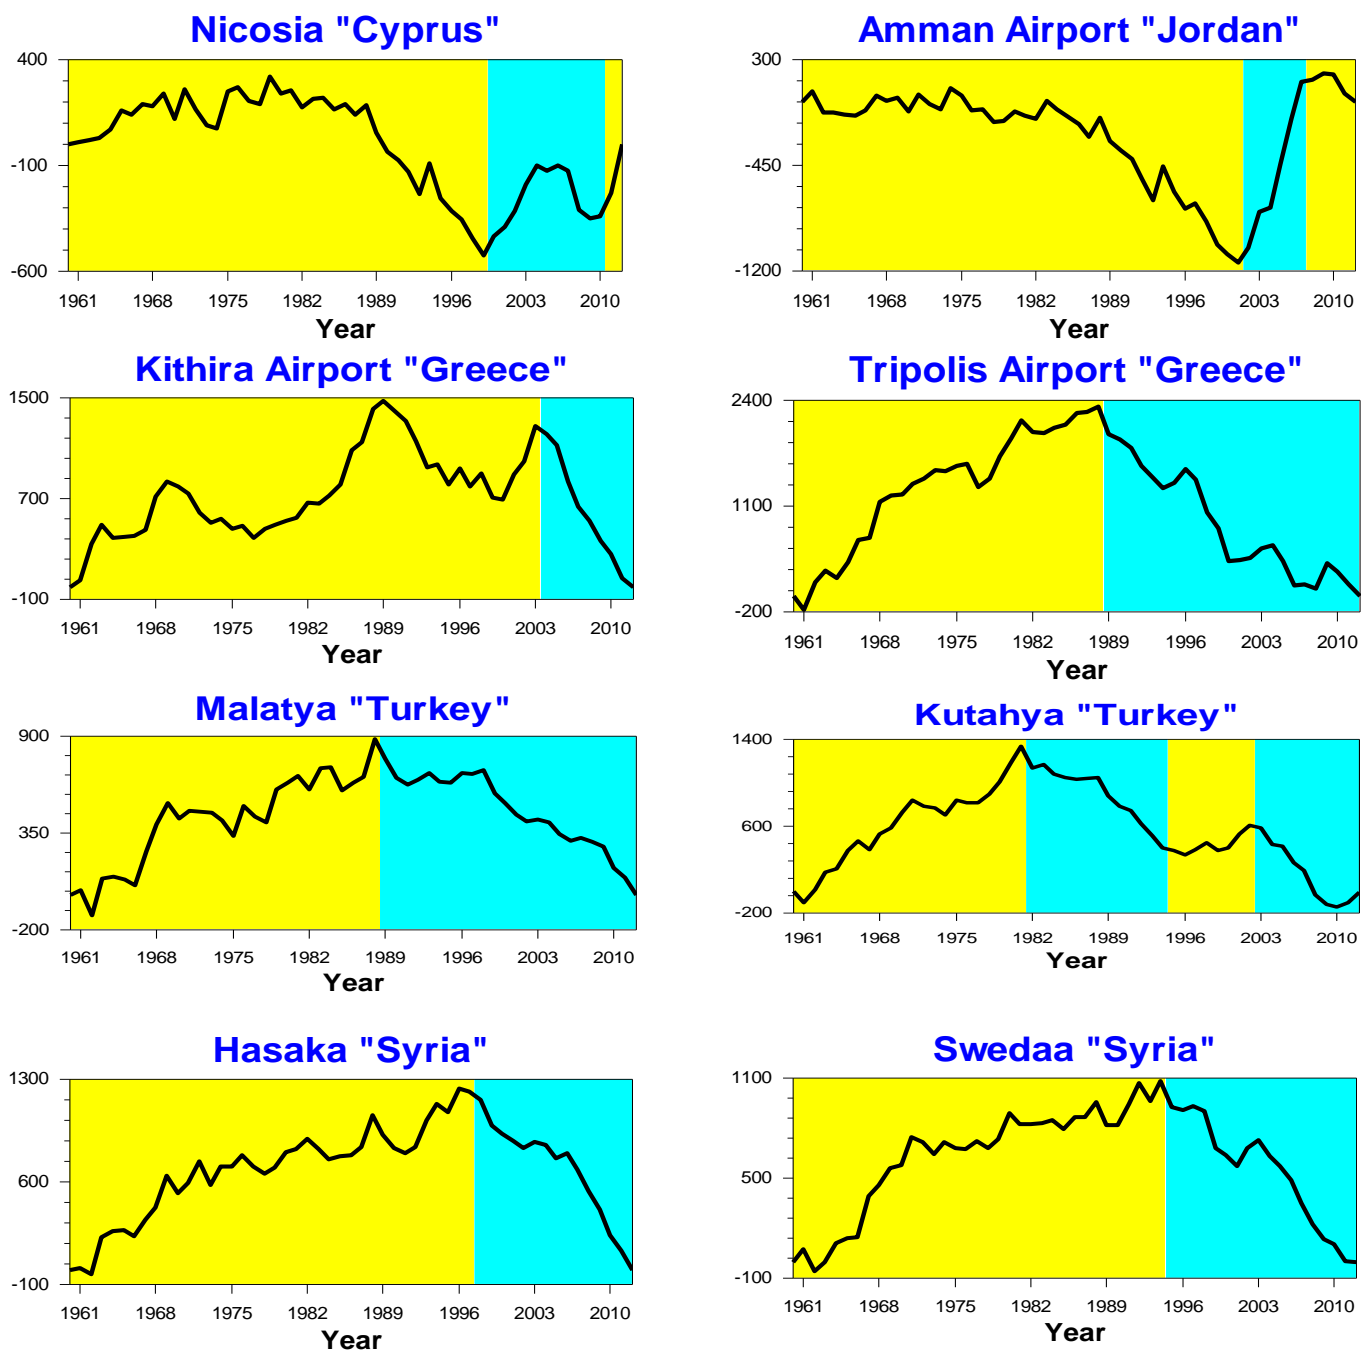 Nicosia "Cyprus"
400
-100
-600
1961 1968 1975 1982 1989 1996 2003 2010
Year
Amman Airport "Jordan"
300
-450
-1200
1961 1968 1975 1982 1989 1996 2003 2010
Year
Kithira Airport "Greece"
1500
700
-100
1961 1968 1975 1982 1989 1996 2003 2010
Year
Tripolis Airport "Greece"
2400
1100
-200
1961 1968 1975 1982 1989 1996 2003 2010
Year
Malatya "Turkey"
900
350
-200
1961 1968 1975 1982 1989 1996 2003 2010
Year
Kutahya "Turkey"
1400
600
-200
1961 1968 1975 1982 1989 1996 2003 2010
Year
Hasaka "Syria"
1300
600
-100
1961 1968 1975 1982 1989 1996 2003 2010
Year
Swedaa "Syria"
1100
500
-100
1961 1968 1975 1982 1989 1996 2003 2010
Year